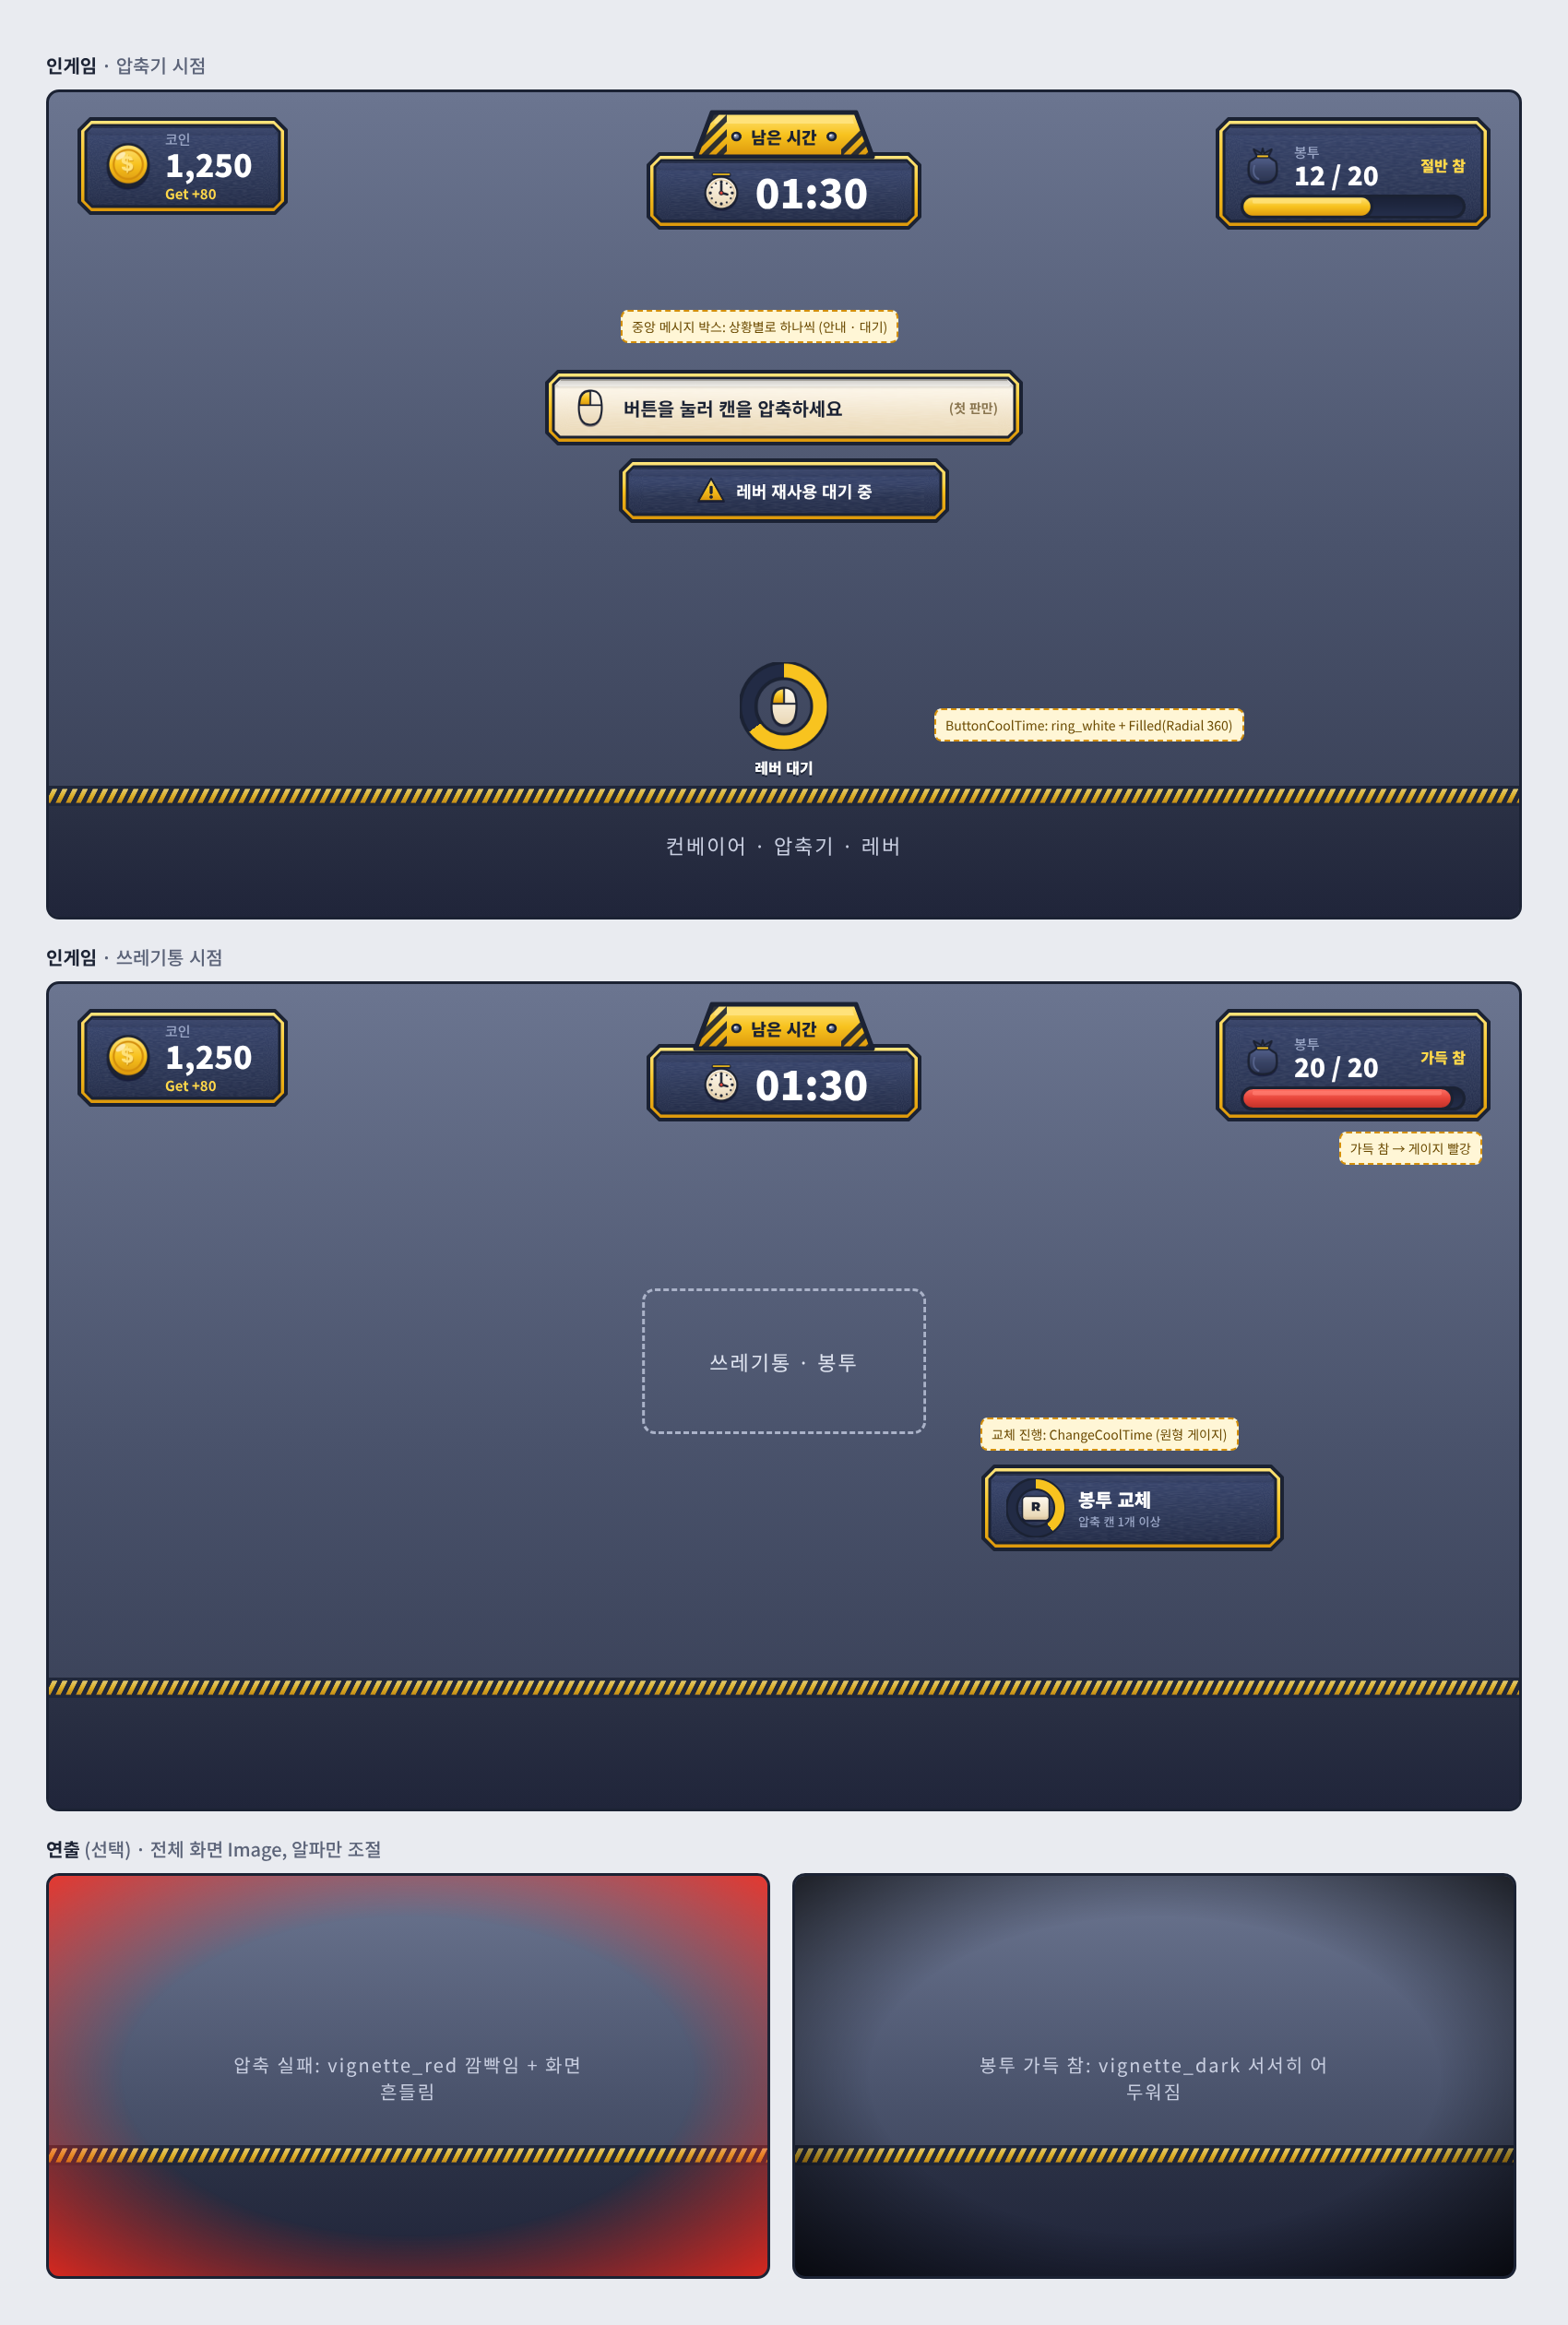 인게임 · 압축기 시점
코인
1,250
Get +80
남은 시간
01:30
봉투
12 / 20
절반 참
중앙 메시지 박스: 상황별로 하나씩 (안내 · 대기)
버튼을 눌러 캔을 압축하세요
(첫 판만)
레버 재사용 대기 중
ButtonCoolTime: ring_white + Filled(Radial 360)
레버 대기
컨베이어 · 압축기 · 레버
인게임 · 쓰레기통 시점
코인
1,250
Get +80
남은 시간
01:30
봉투
20 / 20
가득 참
가득 참 → 게이지 빨강
쓰레기통 · 봉투
교체 진행: ChangeCoolTime (원형 게이지)
R
봉투 교체
압축 캔 1개 이상
연출 (선택) · 전체 화면 Image, 알파만 조절
압축 실패: vignette_red 깜빡임 + 화면
흔들림
봉투 가득 참: vignette_dark 서서히 어
두워짐